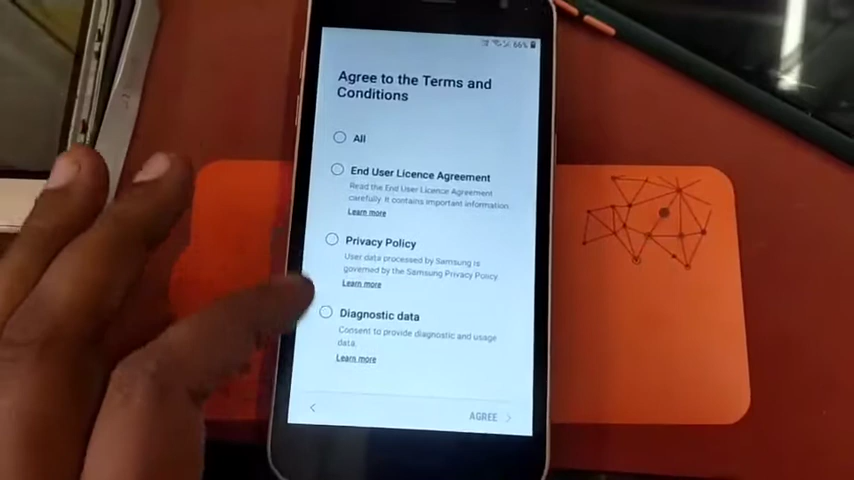 66%
Agree to the Terms and
Conditions
All
End User Licence Agreement
Read the End User Licence Agreement
carefully. It contains important information.
Learn more
Privacy Policy
User data processed by Samsung is
governed by the Samsung Privacy Policy.
Learn more
Diagnostic data
Consent to provide diagnostic and usage
data.
Learn more
AGREE